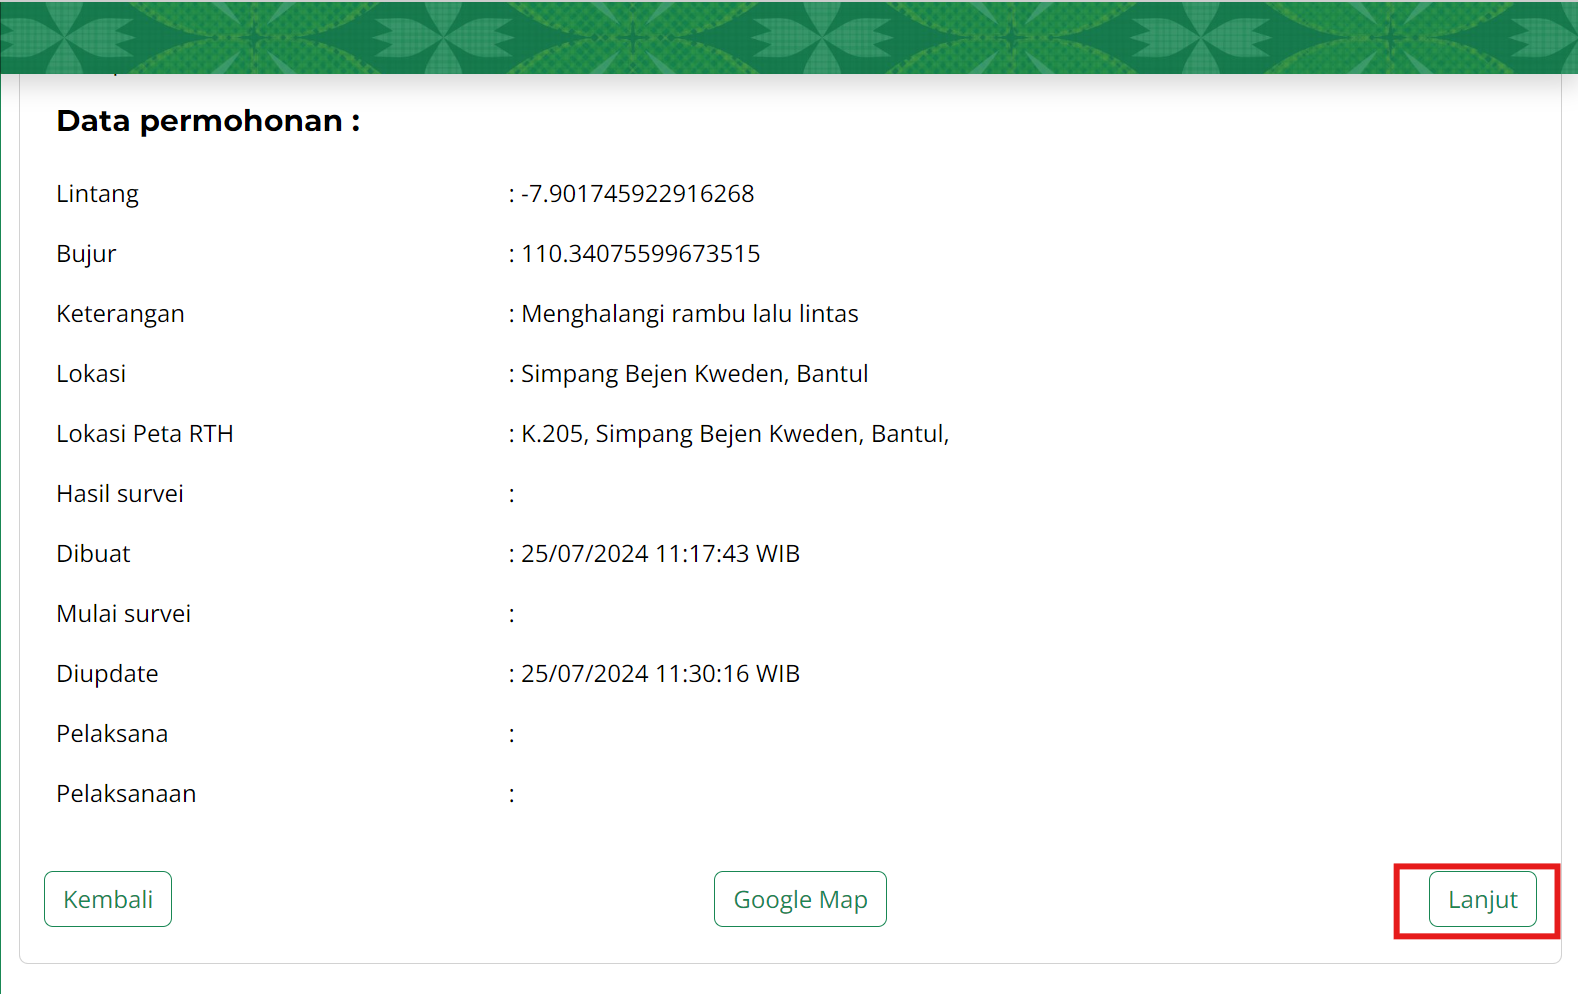 Data permohonan :
Lintang : -7.901745922916268
Bujur : 110.34075599673515
Keterangan : Menghalangi rambu lalu lintas
Lokasi : Simpang Bejen Kweden, Bantul
Lokasi Peta RTH : K.205, Simpang Bejen Kweden, Bantul,
Hasil survei :
Dibuat : 25/07/2024 11:17:43 WIB
Mulai survei :
Diupdate : 25/07/2024 11:30:16 WIB
Pelaksana :
Pelaksanaan :
Kembali Google Map Lanjut